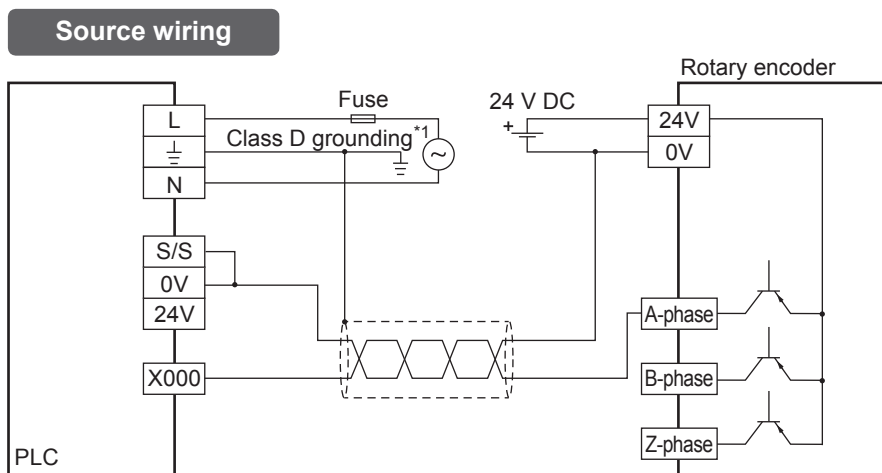 Source wiring
Rotary encoder
Fuse
24 V DC
L
24V
Class D grounding*1
+
0V
N
S/S
0V
24V
A-phase
X000
B-phase
Z-phase
PLC